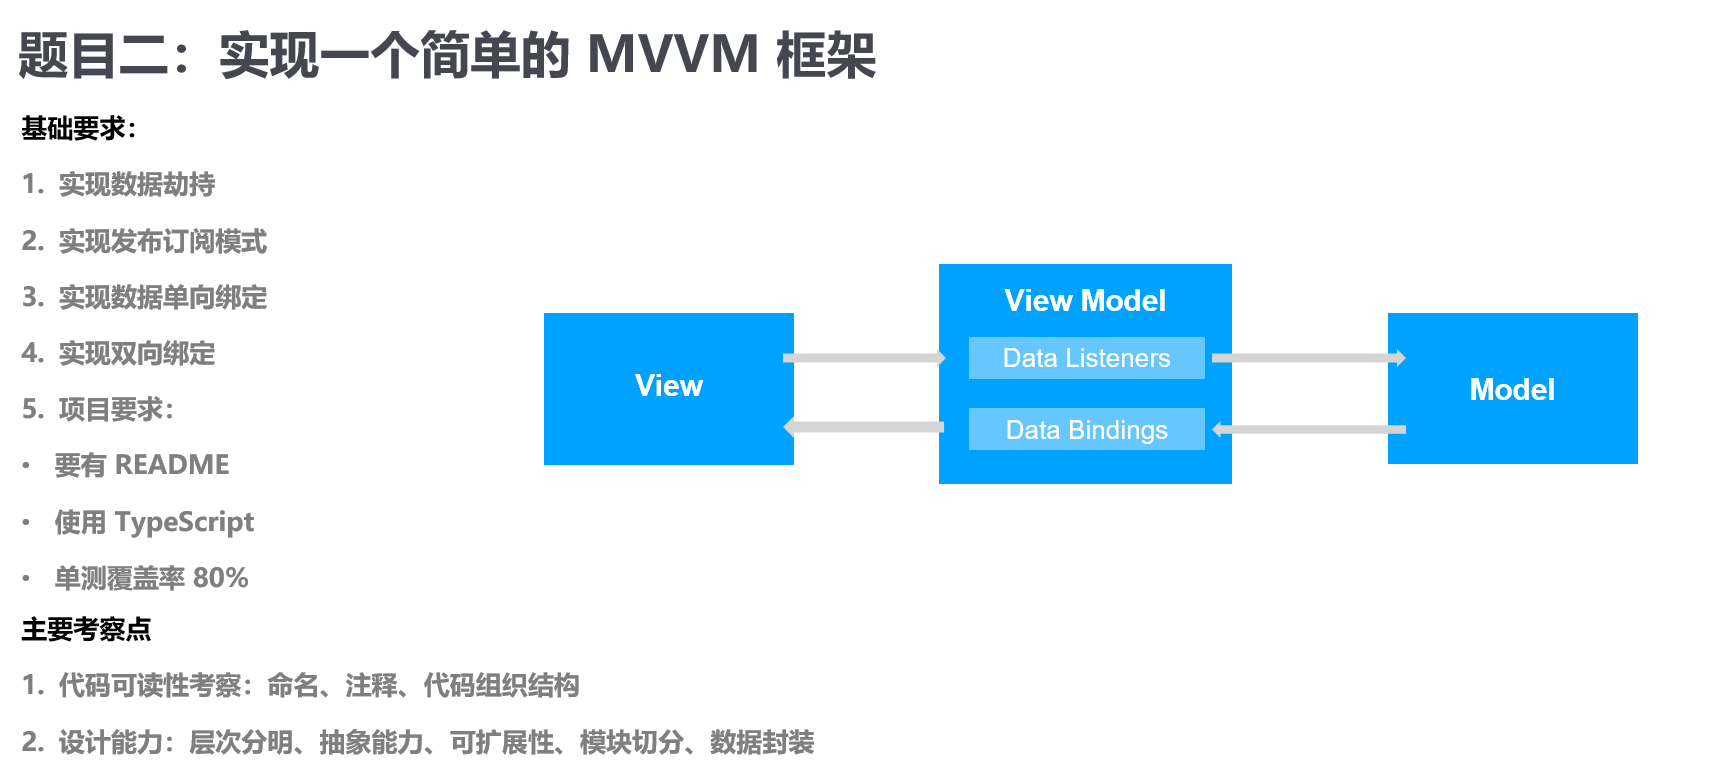 题目二：实现一个简单的 MVVM 框架
基础要求：
1. 实现数据劫持
2. 实现发布订阅模式
3. 实现数据单向绑定
4. 实现双向绑定
5. 项目要求：
• 要有 README
• 使用 TypeScript
• 单测覆盖率 80%
主要考察点
1. 代码可读性考察：命名、注释、代码组织结构
2. 设计能力：层次分明、抽象能力、可扩展性、模块切分、数据封装
View
View Model
Data Listeners
Data Bindings
Model